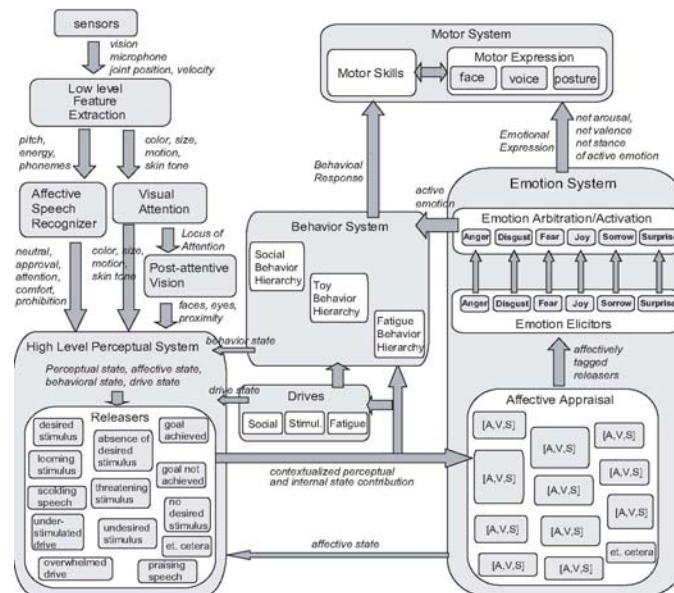 sensors
vision
microphone
joint position, velocity
Low level
Feature
Extraction
pitch,
energy,
phonemes
color, size,
motion,
skin tone
Affective
Speech
Recognizer
Visual
Attention
neutral,
approval,
attention,
comfort,
prohibition
color, size,
motion,
skin tone
Locus of
Attention
Post-attentive
Vision
faces, eyes,
proximity
High Level Perceptual System
Perceptual state, affective state,
behavioral state, drive state
Releasers
desired
stimulus
absence of
desired
stimulus
goal
achieved
looming
stimulus
goal not
achieved
scolding
speech
threatening
stimulus
no
desired
stimulus
under-
stimulated
drive
undesired
stimulus
et. cetera
overwhelmed
drive
praising
speech
Motor System
Motor Skills
Motor Expression
face
voice
posture
Behavioral
Response
Emotional
Expression
net arousal,
net valence
net stance
of active emotion
active
emotion
Behavior System
Social
Behavior
Hierarchy
Toy
Behavior
Hierarchy
Fatigue
Behavior
Hierarchy
behavior state
drive state
Drives
Social
Stimul.
Fatigue
contextualized perceptual
and internal state contribution
affective state
Emotion System
Emotion Arbitration/Activation
Anger
Disgust
Fear
Joy
Sorrow
Surprise
Anger
Disgust
Fear
Joy
Sorrow
Surprise
Emotion Elicitors
affectively
tagged
releasers
Affective Appraisal
[A,V,S]
[A,V,S]
[A,V,S]
[A,V,S]
[A,V,S]
[A,V,S]
[A,V,S]
[A,V,S]
[A,V,S]
[A,V,S]
[A,V,S]
et. cetera